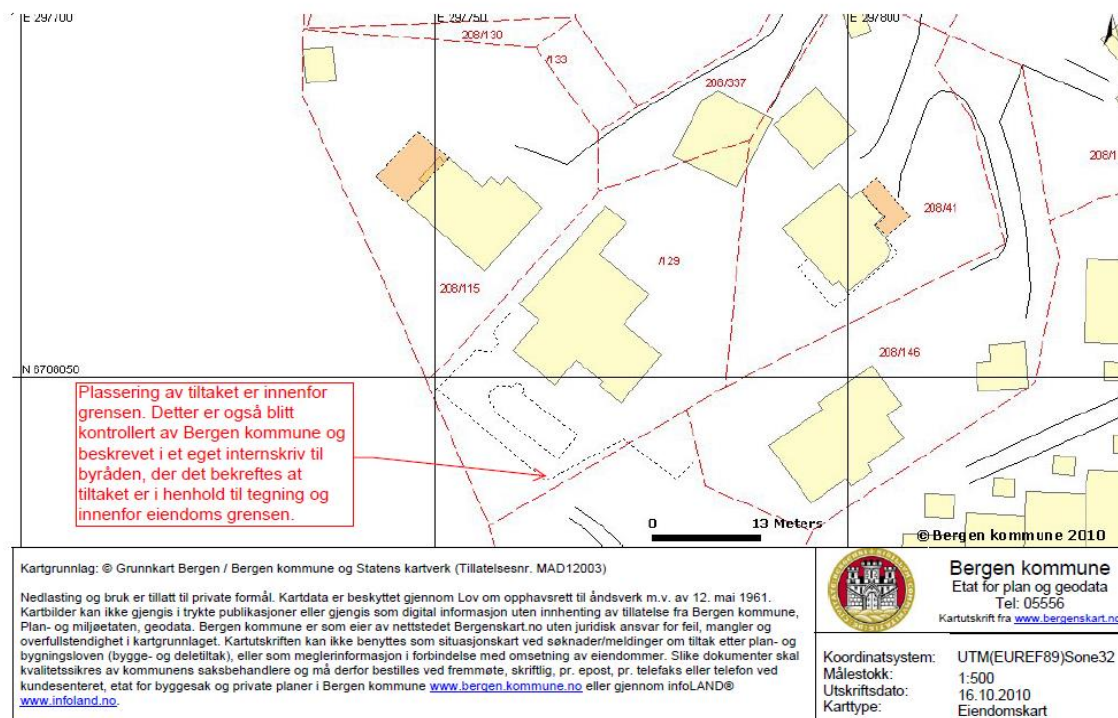 E 297700
E 297750
E 297800
208/130
/133
208/337
208/1
208/41
/129
208/115
208/146
N 6708050
Plassering av tiltaket er innenfor
grensen. Detter er også blitt
kontrollert av Bergen kommune og
beskrevet i et eget internskriv til
byråden, der det bekreftes at
tiltaket er i henhold til tegning og
innenfor eiendoms grensen.
0 13 Meters
© Bergen kommune 2010
Kartgrunnlag: © Grunnkart Bergen / Bergen kommune og Statens kartverk (Tillatelsesnr. MAD12003)
Nedlasting og bruk er tillatt til private formål. Kartdata er beskyttet gjennom Lov om opphavsrett til åndsverk m.v. av 12. mai 1961.
Kartbilder kan ikke gjengis i trykte publikasjoner eller gjengis som digital informasjon uten innhenting av tillatelse fra Bergen kommune,
Plan- og miljøetaten, geodata. Bergen kommune er som eier av nettstedet Bergenskart.no uten juridisk ansvar for feil, mangler og
overfullstendighet i kartgrunnlaget. Kartutskriften kan ikke benyttes som situasjonskart ved søknader/meldinger om tiltak etter plan- og
bygningsloven (bygge- og deletiltak), eller som meglerinformasjon i forbindelse med omsetning av eiendommer. Slike dokumenter skal
kvalitetssikres av kommunens saksbehandlere og må derfor bestilles ved fremmøte, skriftlig, pr. epost, pr. telefaks eller telefon ved
kundesenteret, etat for byggesak og private planer i Bergen kommune www.bergen.kommune.no eller gjennom infoLAND®
www.infoland.no.
Bergen kommune
Etat for plan og geodata
Tel: 05556
Kartutskrift fra www.bergenskart.no
Koordinatsystem: UTM(EUREF89)Sone32
Målestokk: 1:500
Utskriftsdato: 16.10.2010
Karttype: Eiendomskart